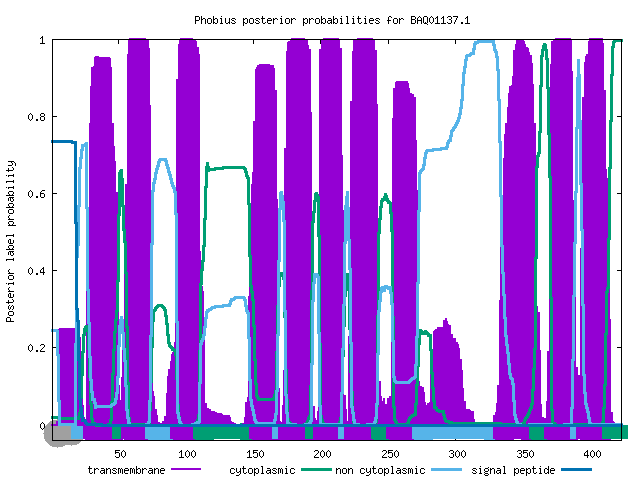 Phobius posterior probabilities for BAQ01137.1
Posterior label probability
1
0.8
0.6
0.4
0.2
0
50 100 150 200 250 300 350 400
transmembrane cytoplasmic non cytoplasmic signal peptide